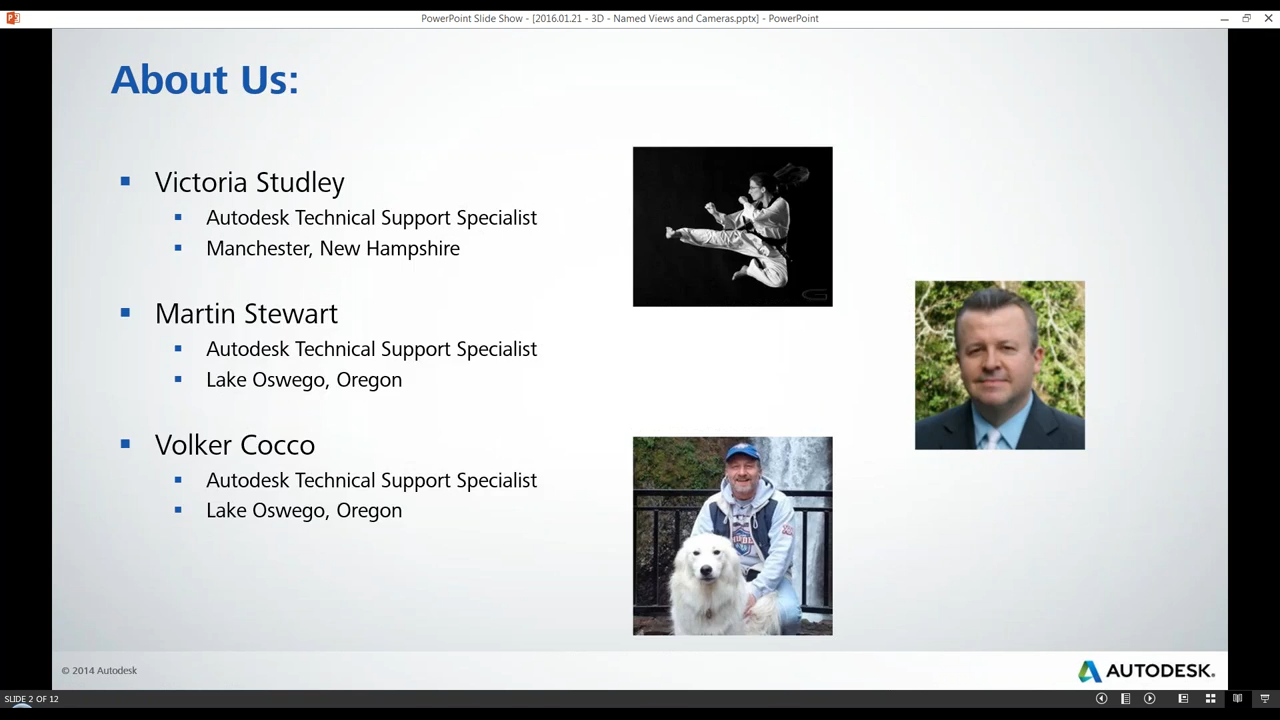 PowerPoint Slide Show - [2016.01.21 - 3D - Named Views and Cameras.pptx] - PowerPoint
About Us:
Victoria Studley
Autodesk Technical Support Specialist
Manchester, New Hampshire
Martin Stewart
Autodesk Technical Support Specialist
Lake Oswego, Oregon
Volker Cocco
Autodesk Technical Support Specialist
Lake Oswego, Oregon
© 2014 Autodesk
AUTODESK.
SLIDE 2 OF 12